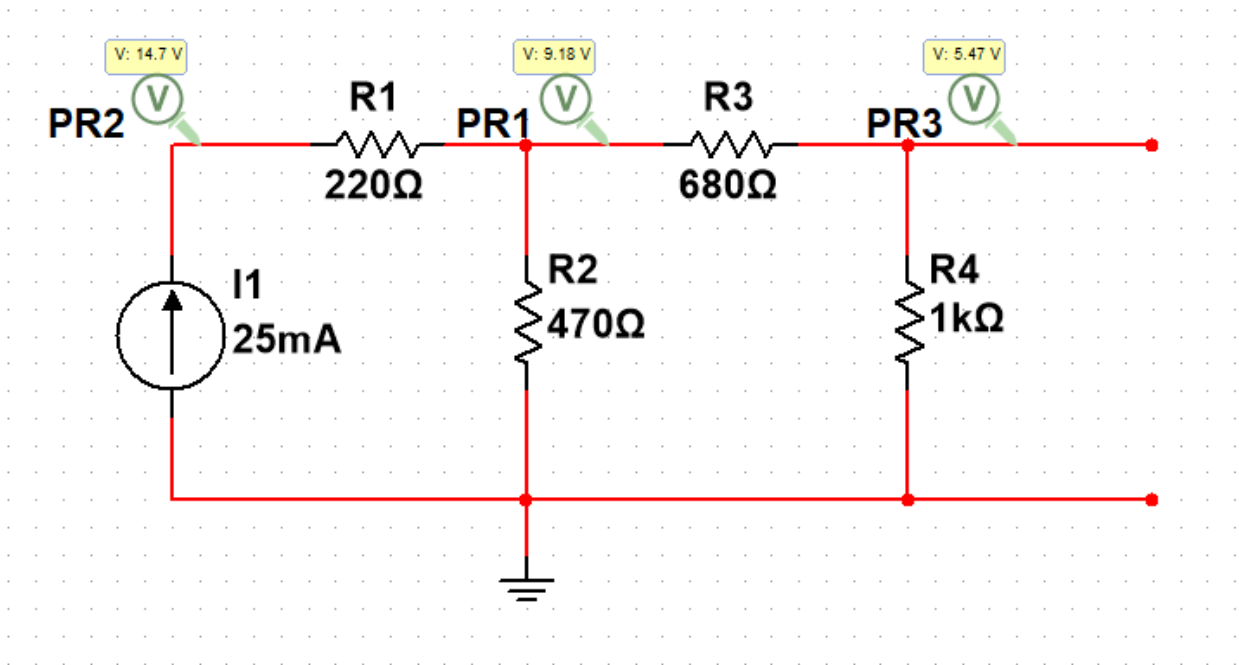 V: 14.7 V
V: 9.18 V
V: 5.47 V
V
V
V
PR2
R1
PR1
R3
PR3
220Ω
680Ω
I1
25mA
R2
470Ω
R4
1kΩ